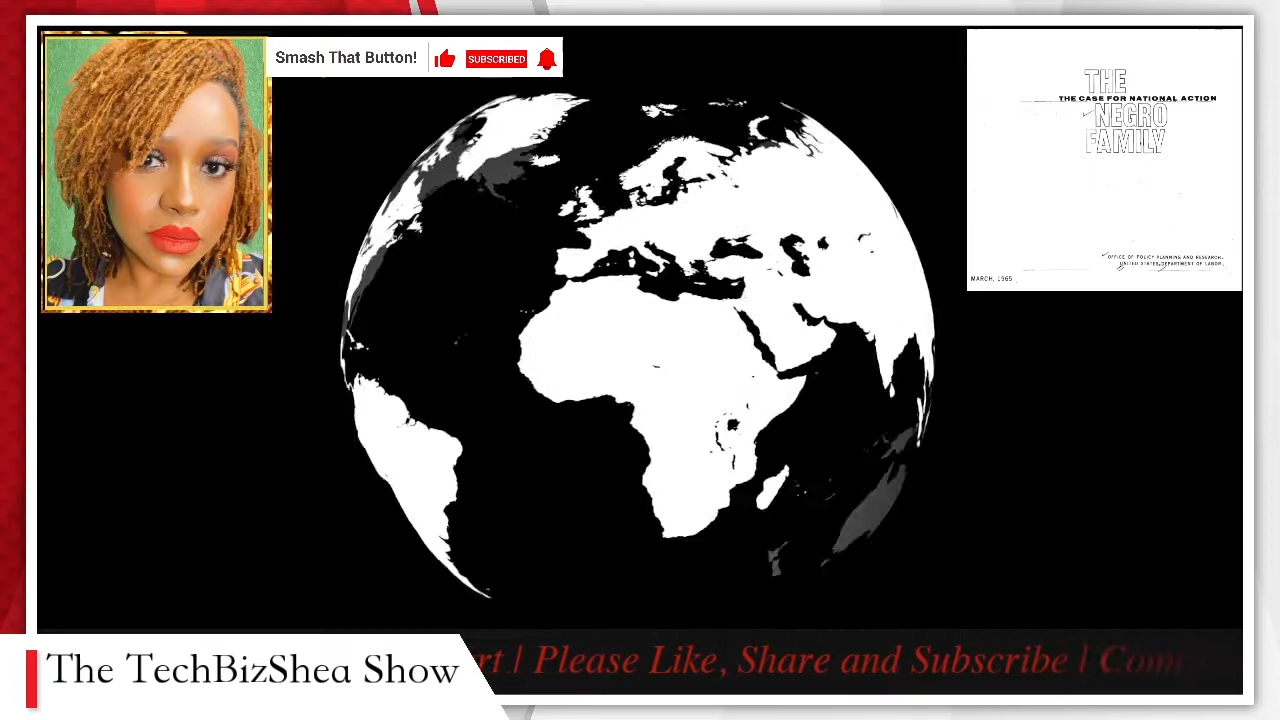 Smash That Button!
SUBSCRIBED
THE
THE CASE FOR NATIONAL ACTION
NEGRO
FAMILY
OFFICE OF POLICY PLANNING AND RESEARCH
UNITED STATES DEPARTMENT OF LABOR
MARCH, 1965
The TechBizShea Show
rt | Please Like, Share and Subscribe | Com